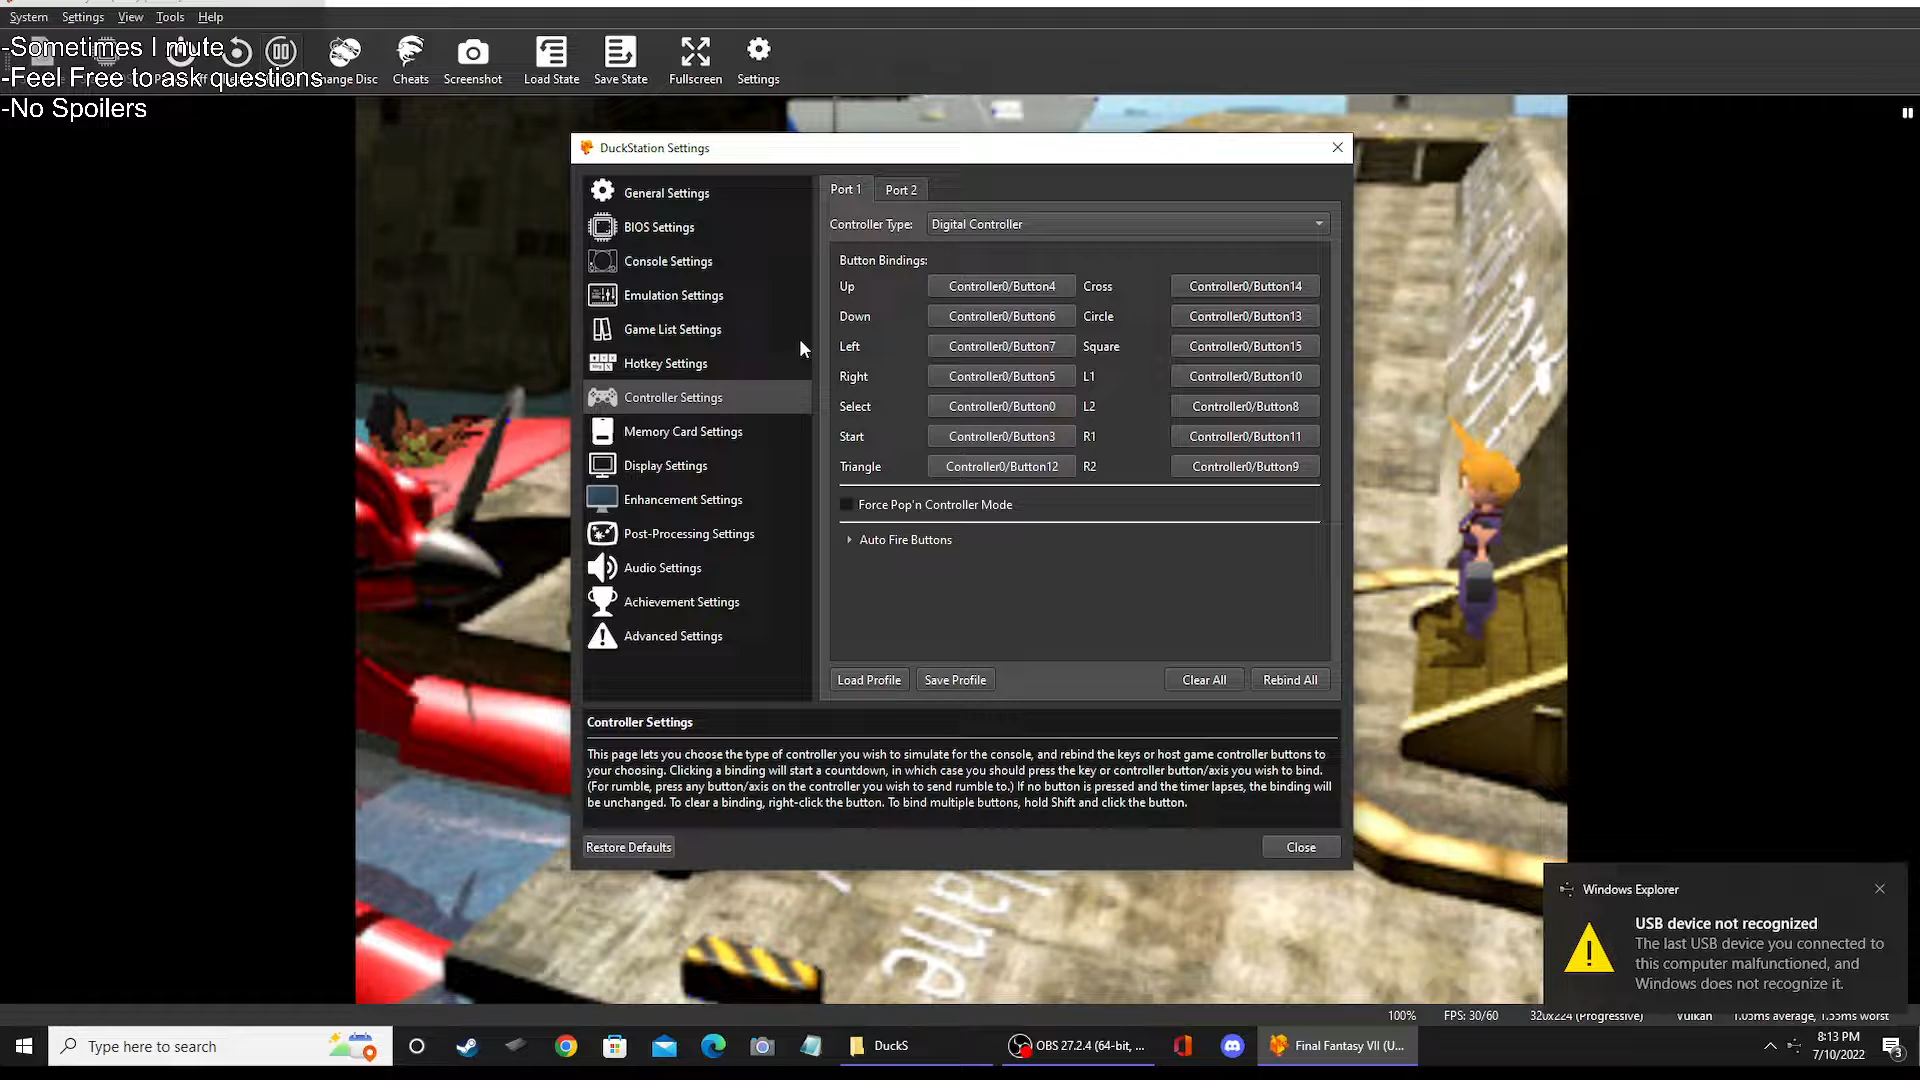 System Settings View Tools Help
-Sometimes I mute
-Feel Free to ask questions
-No Spoilers
Change Disc Cheats Screenshot Load State Save State Fullscreen Settings
DuckStation Settings
General Settings
BIOS Settings
Console Settings
Emulation Settings
Game List Settings
Hotkey Settings
Controller Settings
Memory Card Settings
Display Settings
Enhancement Settings
Post-Processing Settings
Audio Settings
Achievement Settings
Advanced Settings
Port 1 Port 2
Controller Type: Digital Controller
Button Bindings:
Up Controller0/Button4 Cross Controller0/Button14
Down Controller0/Button6 Circle Controller0/Button13
Left Controller0/Button7 Square Controller0/Button15
Right Controller0/Button5 L1 Controller0/Button10
Select Controller0/Button0 L2 Controller0/Button8
Start Controller0/Button3 R1 Controller0/Button11
Triangle Controller0/Button12 R2 Controller0/Button9
Force Pop'n Controller Mode
Auto Fire Buttons
Load Profile Save Profile Clear All Rebind All
Controller Settings
This page lets you choose the type of controller you wish to simulate for the console, and rebind the keys or host game controller buttons to
your choosing. Clicking a binding will start a countdown, in which case you should press the key or controller button/axis you wish to bind.
(For rumble, press any button/axis on the controller you wish to send rumble to.) If no button is pressed and the timer lapses, the binding will
be unchanged. To clear a binding, right-click the button. To bind multiple buttons, hold Shift and click the button.
Restore Defaults Close
Windows Explorer
USB device not recognized
The last USB device you connected to
this computer malfunctioned, and
Windows does not recognize it.
100% FPS: 30/60 320x224 (Progressive) Vulkan 1.05ms average, 1.55ms worst
Type here to search
DuckS
OBS 27.2.4 (64-bit, ...
Final Fantasy VII (U...
8:13 PM
7/10/2022
3